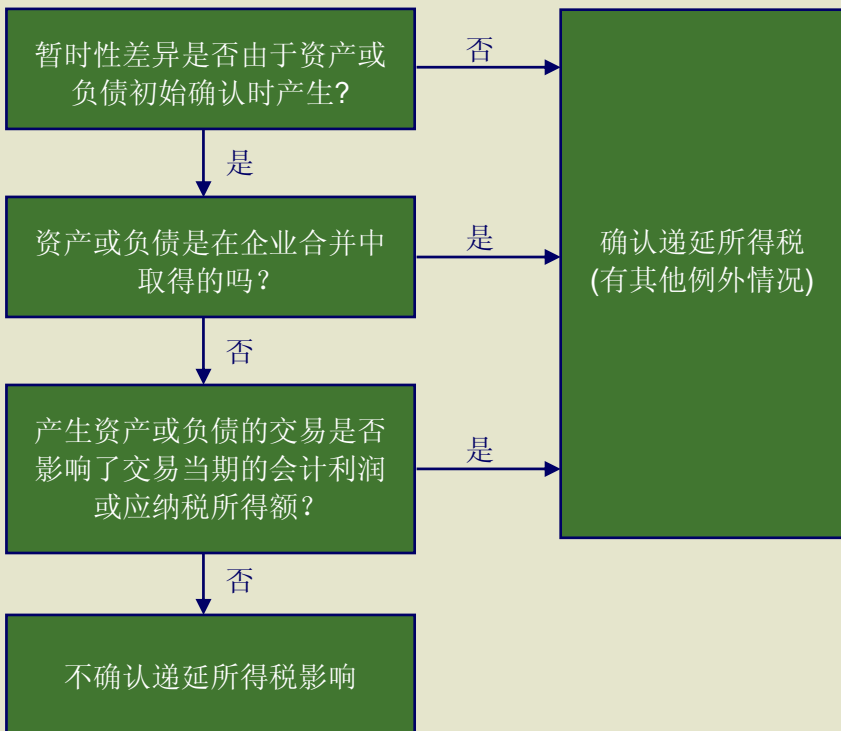 暂时性差异是否由于资产或
负债初始确认时产生?
否
是
资产或负债是在企业合并中
取得的吗？
是
确认递延所得税
(有其他例外情况)
否
产生资产或负债的交易是否
影响了交易当期的会计利润
或应纳税所得额？
是
否
不确认递延所得税影响